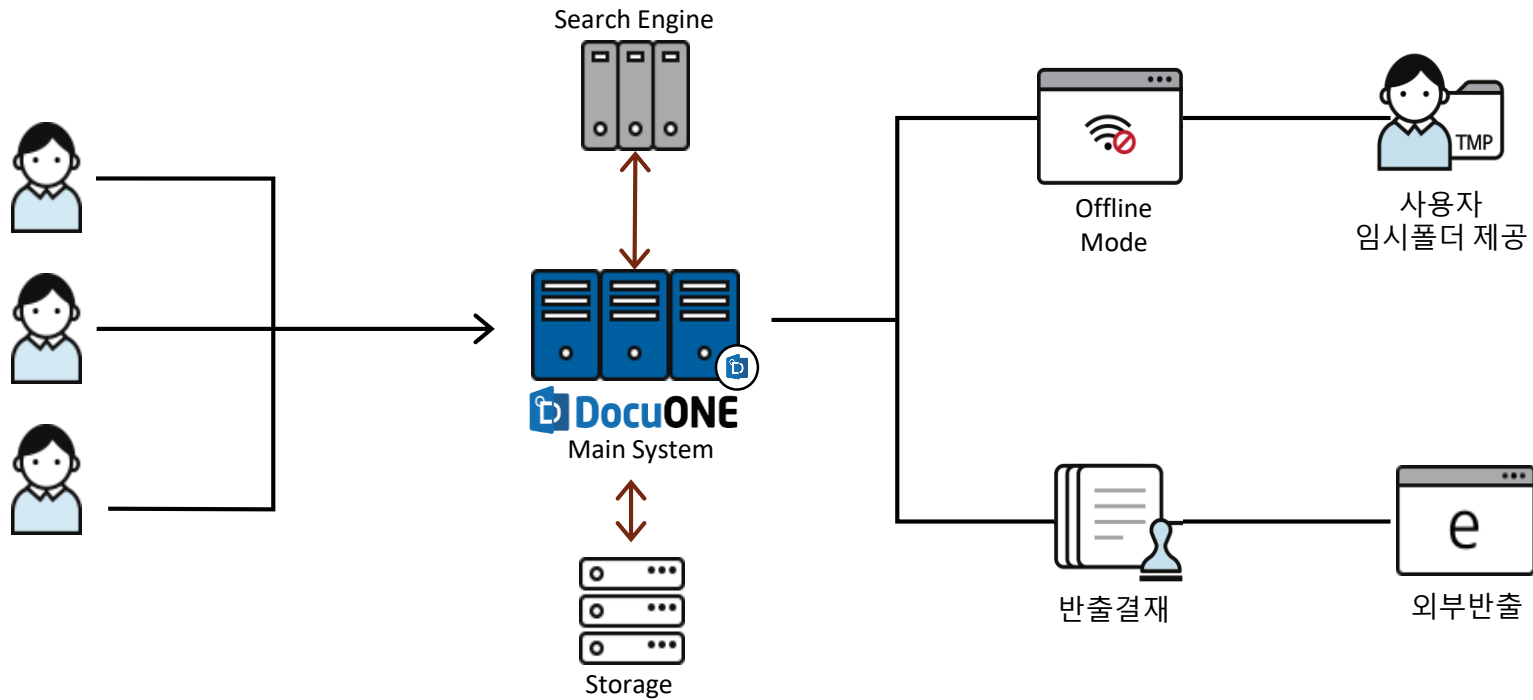 Search Engine
TMP
Offline
Mode
사용자
임시폴더 제공
DocuONE
Main System
e
반출결재
외부반출
Storage